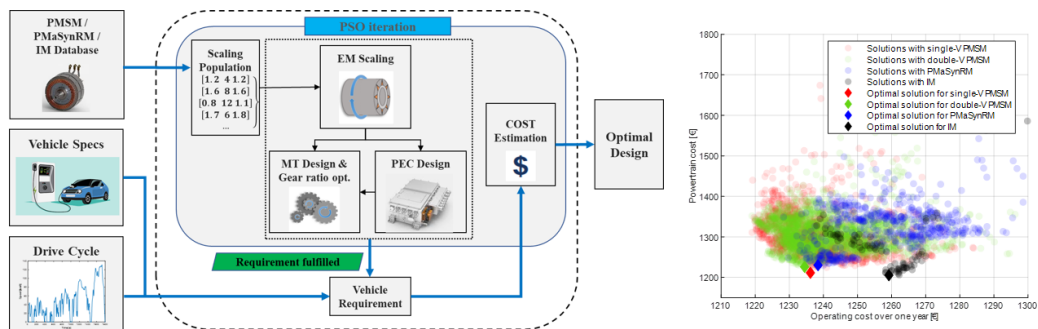 PMSM /
PMaSynRM /
IM Database
Vehicle Specs
Drive Cycle
PSO iteration
Scaling
Population
[1.2 4 1.2]
[1.6 8 1.6]
[0.8 12 1.1]
[1.7 6 1.8]
...
EM Scaling
MT Design &
Gear ratio opt.
PEC Design
COST
Estimation
$
Optimal
Design
Requirement fulfilled
Vehicle
Requirement
Powertrain cost [€]
1800
1700
1600
1500
1400
1300
1200
Solutions with single-V PMSM
Solutions with double-V PMSM
Solutions with PMaSynRM
Solutions with IM
Optimal solution for single-V PMSM
Optimal solution for double-V PMSM
Optimal solution for PMaSynRM
Optimal solution for IM
1210 1220 1230 1240 1250 1260 1270 1280 1290 1300
Operating cost over one year [€]